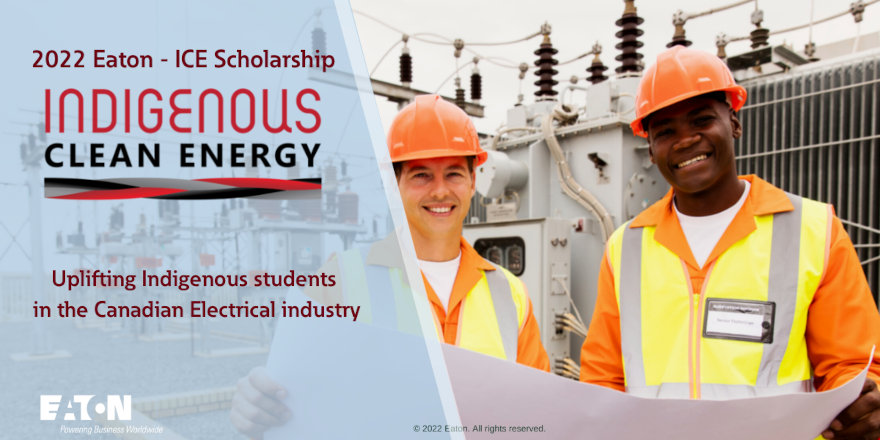 2022 Eaton - ICE Scholarship
INDIGENOUS
CLEAN ENERGY
Uplifting Indigenous students
in the Canadian Electrical industry
EATON
Powering Business Worldwide
© 2022 Eaton. All rights reserved.